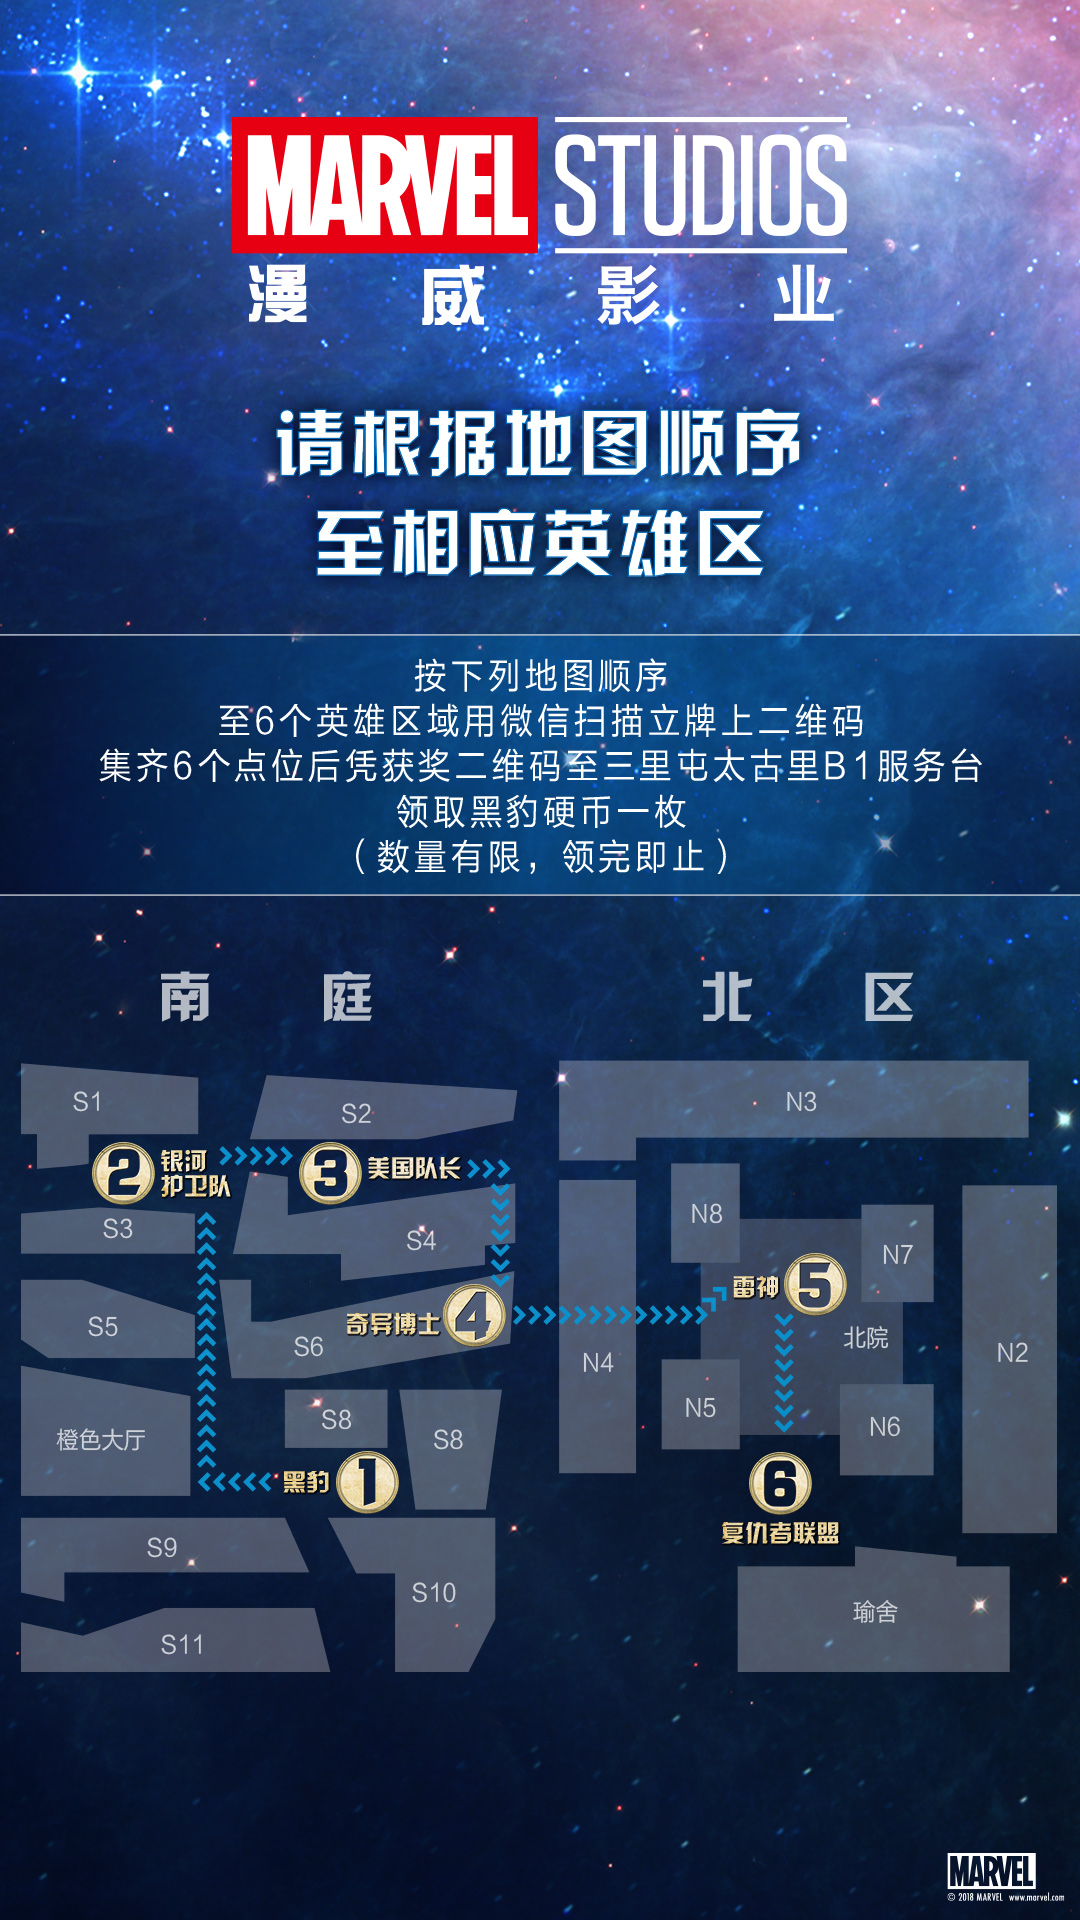 MARVEL STUDIOS
漫威影业
请根据地图顺序
至相应英雄区
按下列地图顺序
至6个英雄区域用微信扫描立牌上二维码
集齐6个点位后凭获奖二维码至三里屯太古里B1服务台
领取黑豹硬币一枚
（数量有限，领完即止）
南庭
北区
S1
S2
N3
2 银河
护卫队
3 美国队长
S3
S4
N8
N7
奇异博士 4
雷神 5
S5
S6
北院
N4
N2
N5
N6
橙色大厅
S8
S8
黑豹 1
6
复仇者联盟
S9
S10
S11
瑜舍
MARVEL
© 2018 MARVEL www.marvel.com